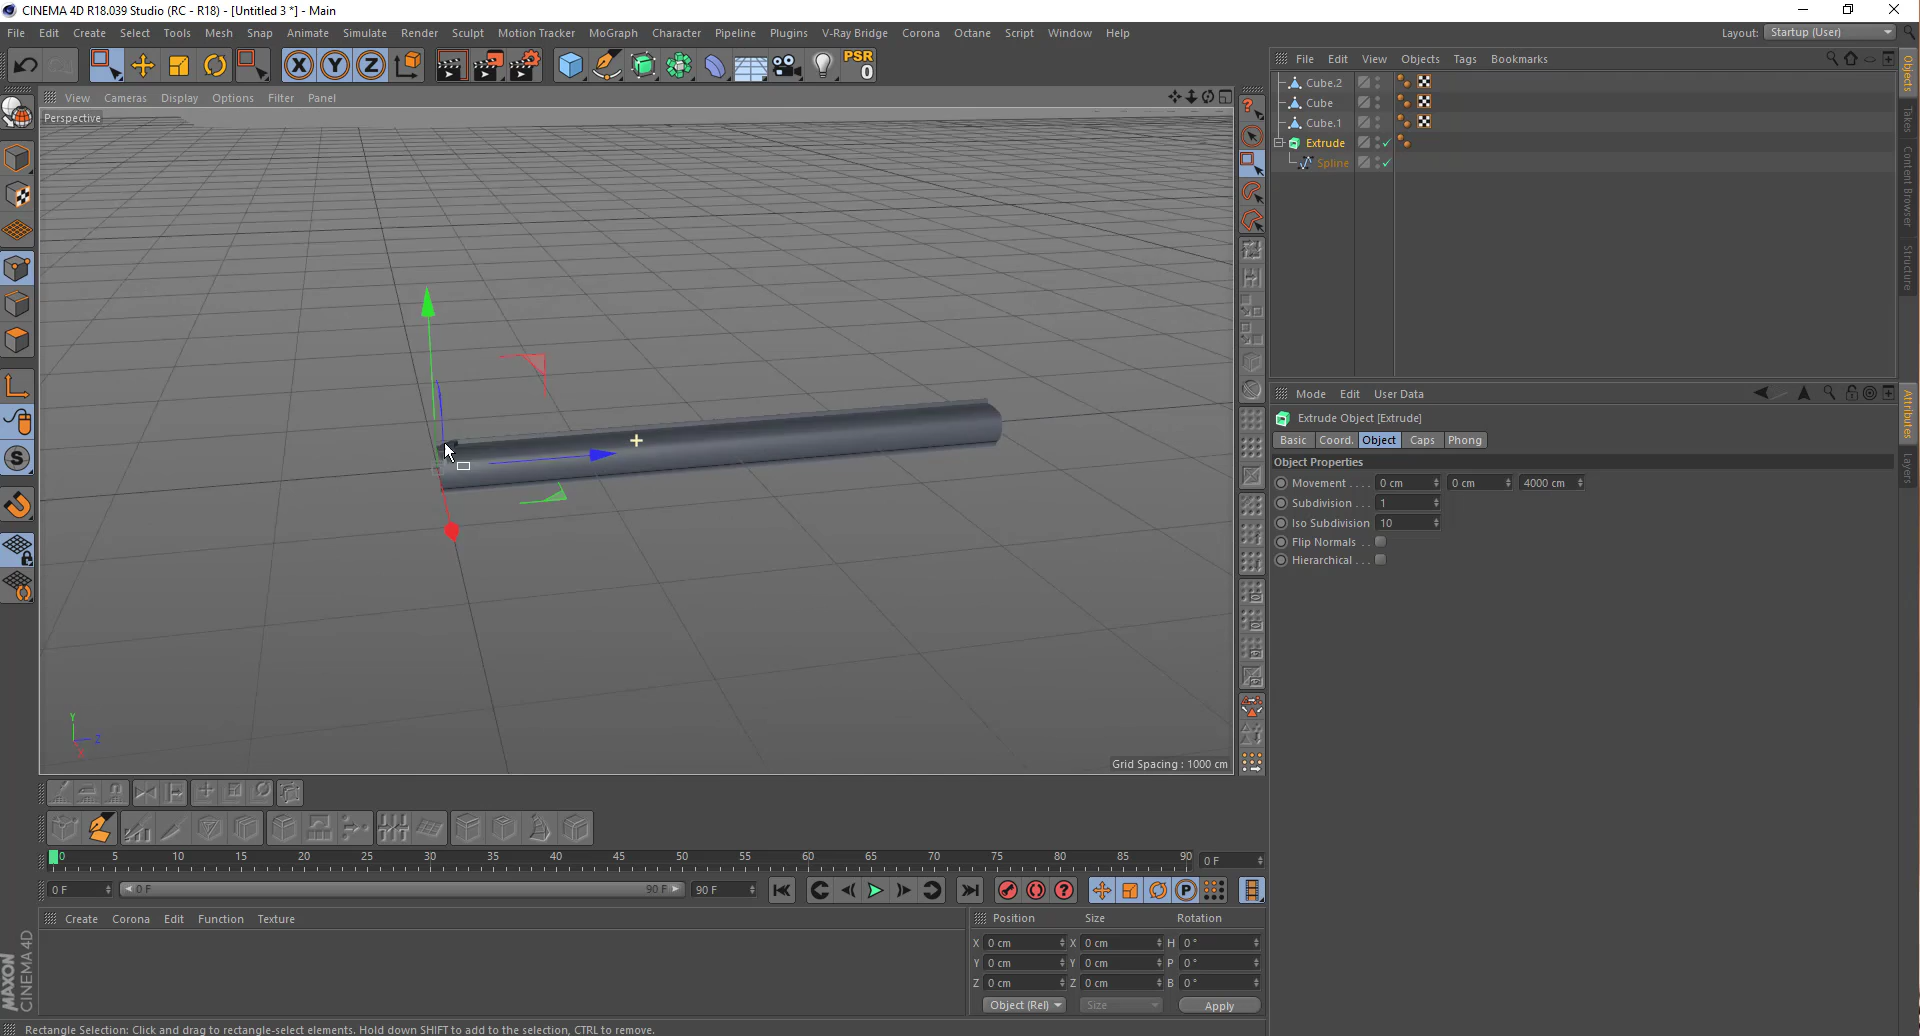 CINEMA 4D R18.039 Studio (RC - R18) - [Untitled 3 *] - Main
File Edit Create Select Tools Mesh Snap Animate Simulate Render Sculpt Motion Tracker MoGraph Character Pipeline Plugins V-Ray Bridge Corona Octane Script Window Help
Layout: Startup (User)
X Y Z PSR 0
File Edit View Objects Tags Bookmarks
View Cameras Display Options Filter Panel
Perspective
Cube.2
Cube
Cube.1
Extrude
Spline
Objects
Takes
Content Browser
Structure
Mode Edit User Data
Extrude Object [Extrude]
Basic Coord. Object Caps Phong
Object Properties
Movement . . . . 0 cm 0 cm 4000 cm
Subdivision . . . 1
Iso Subdivision 10
Flip Normals . .
Hierarchical . . .
Attributes
Layers
S
Y
Z
X
Grid Spacing : 1000 cm
0 5 10 15 20 25 30 35 40 45 50 55 60 65 70 75 80 85 90
0 F
0 F 0 F 90 F 90 F
P
Create Corona Edit Function Texture
Position Size Rotation
X 0 cm X 0 cm H 0 °
Y 0 cm Y 0 cm P 0 °
Z 0 cm Z 0 cm B 0 °
Object (Rel) Size Apply
MAXON
CINEMA 4D
Rectangle Selection: Click and drag to rectangle-select elements. Hold down SHIFT to add to the selection, CTRL to remove.